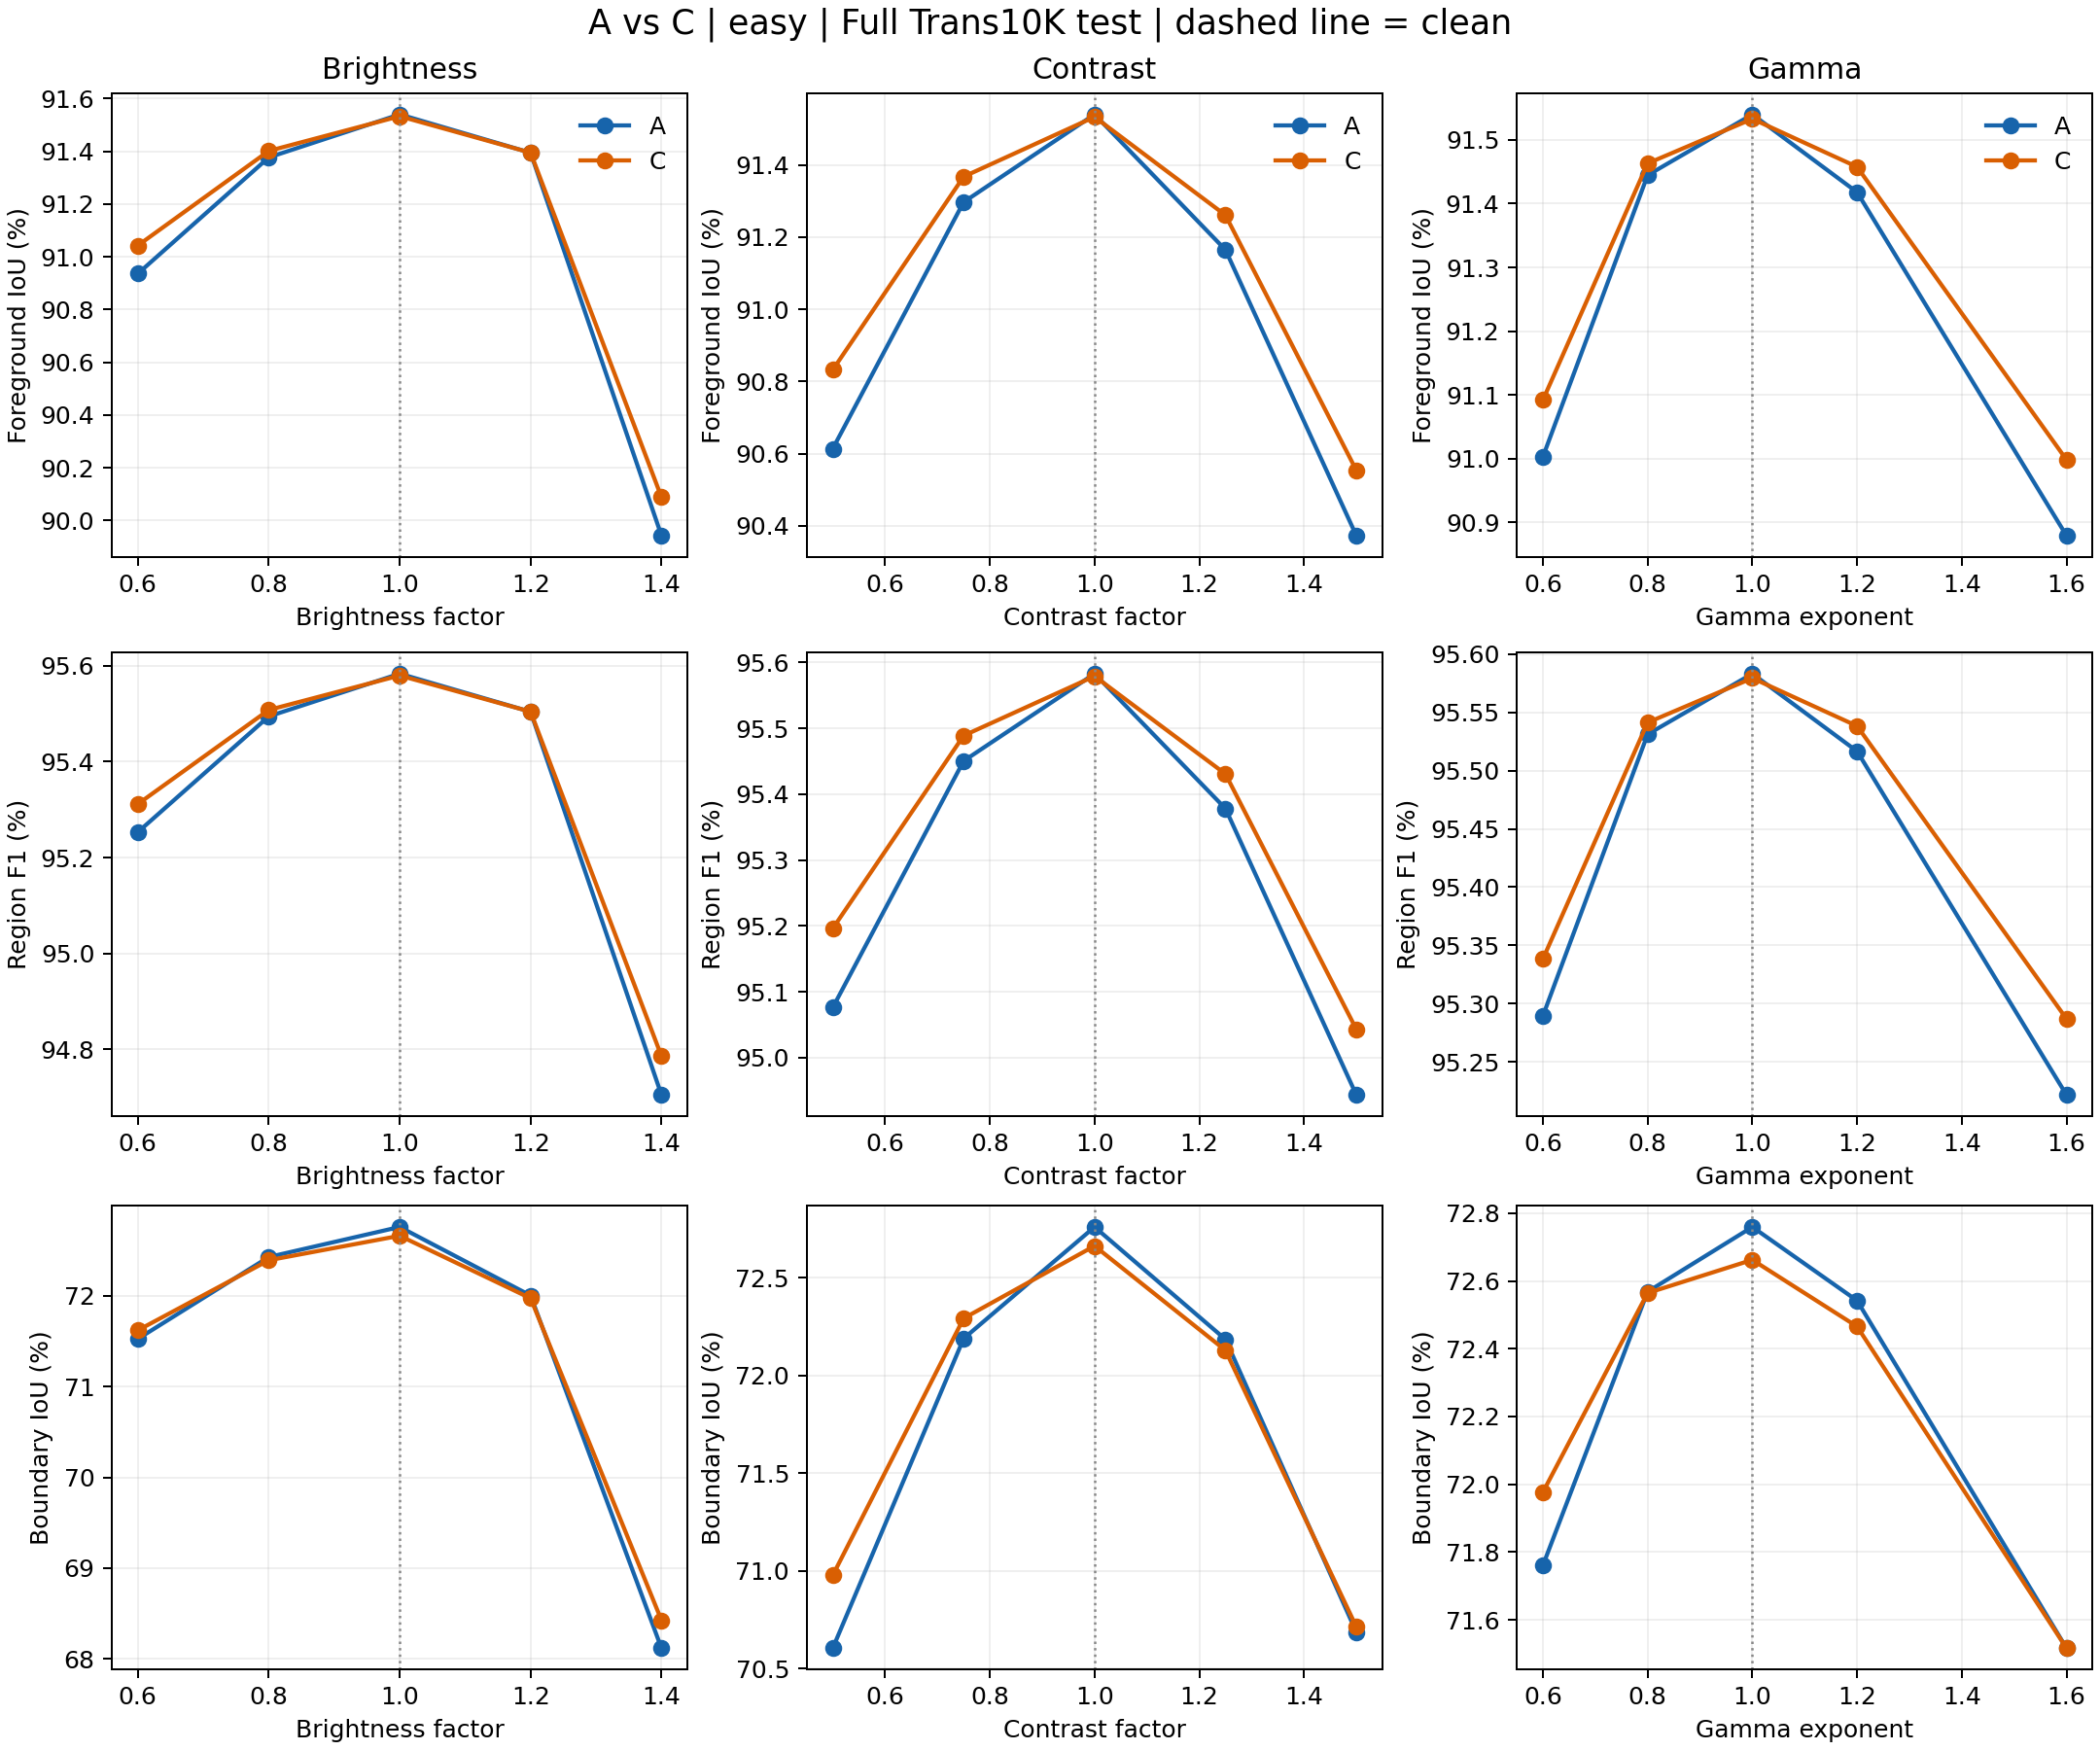 A vs C | easy | Full Trans10K test | dashed line = clean
Brightness
Contrast
Gamma
Foreground IoU (%)
91.6
91.4
91.2
91.0
90.8
90.6
90.4
90.2
90.0
A
C
0.6 0.8 1.0 1.2 1.4
Brightness factor
Foreground IoU (%)
91.4
91.2
91.0
90.8
90.6
90.4
A
C
0.6 0.8 1.0 1.2 1.4
Contrast factor
Foreground IoU (%)
91.5
91.4
91.3
91.2
91.1
91.0
90.9
A
C
0.6 0.8 1.0 1.2 1.4 1.6
Gamma exponent
Region F1 (%)
95.6
95.4
95.2
95.0
94.8
0.6 0.8 1.0 1.2 1.4
Brightness factor
Region F1 (%)
95.6
95.5
95.4
95.3
95.2
95.1
95.0
0.6 0.8 1.0 1.2 1.4
Contrast factor
Region F1 (%)
95.60
95.55
95.50
95.45
95.40
95.35
95.30
95.25
0.6 0.8 1.0 1.2 1.4 1.6
Gamma exponent
Boundary IoU (%)
72
71
70
69
68
0.6 0.8 1.0 1.2 1.4
Brightness factor
Boundary IoU (%)
72.5
72.0
71.5
71.0
70.5
0.6 0.8 1.0 1.2 1.4
Contrast factor
Boundary IoU (%)
72.8
72.6
72.4
72.2
72.0
71.8
71.6
0.6 0.8 1.0 1.2 1.4 1.6
Gamma exponent